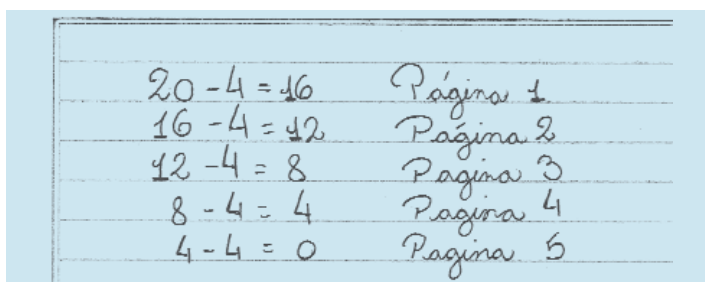 20 - 4 = 16 Página 1
16 - 4 = 12 Página 2
12 - 4 = 8 Pagina 3
8 - 4 = 4 Pagina 4
4 - 4 = 0 Pagina 5